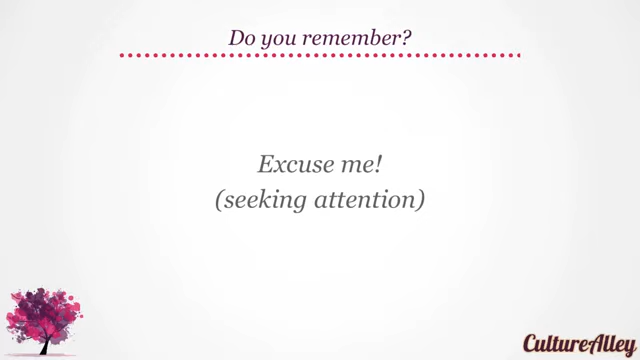 Do you remember?
Excuse me!
(seeking attention)
CultureAlley